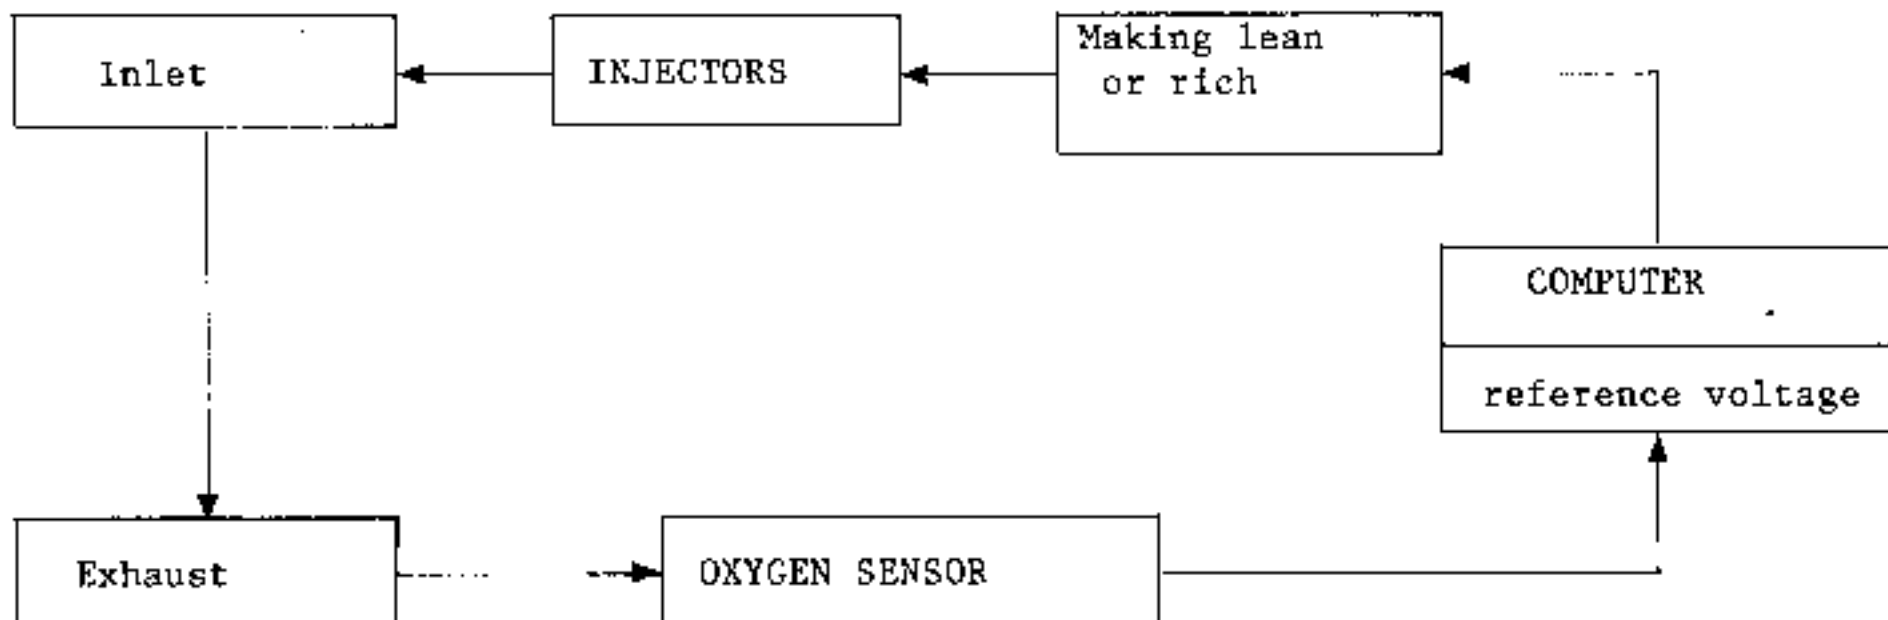 Inlet
INJECTORS
Making lean
or rich
COMPUTER
reference voltage
Exhaust
OXYGEN SENSOR